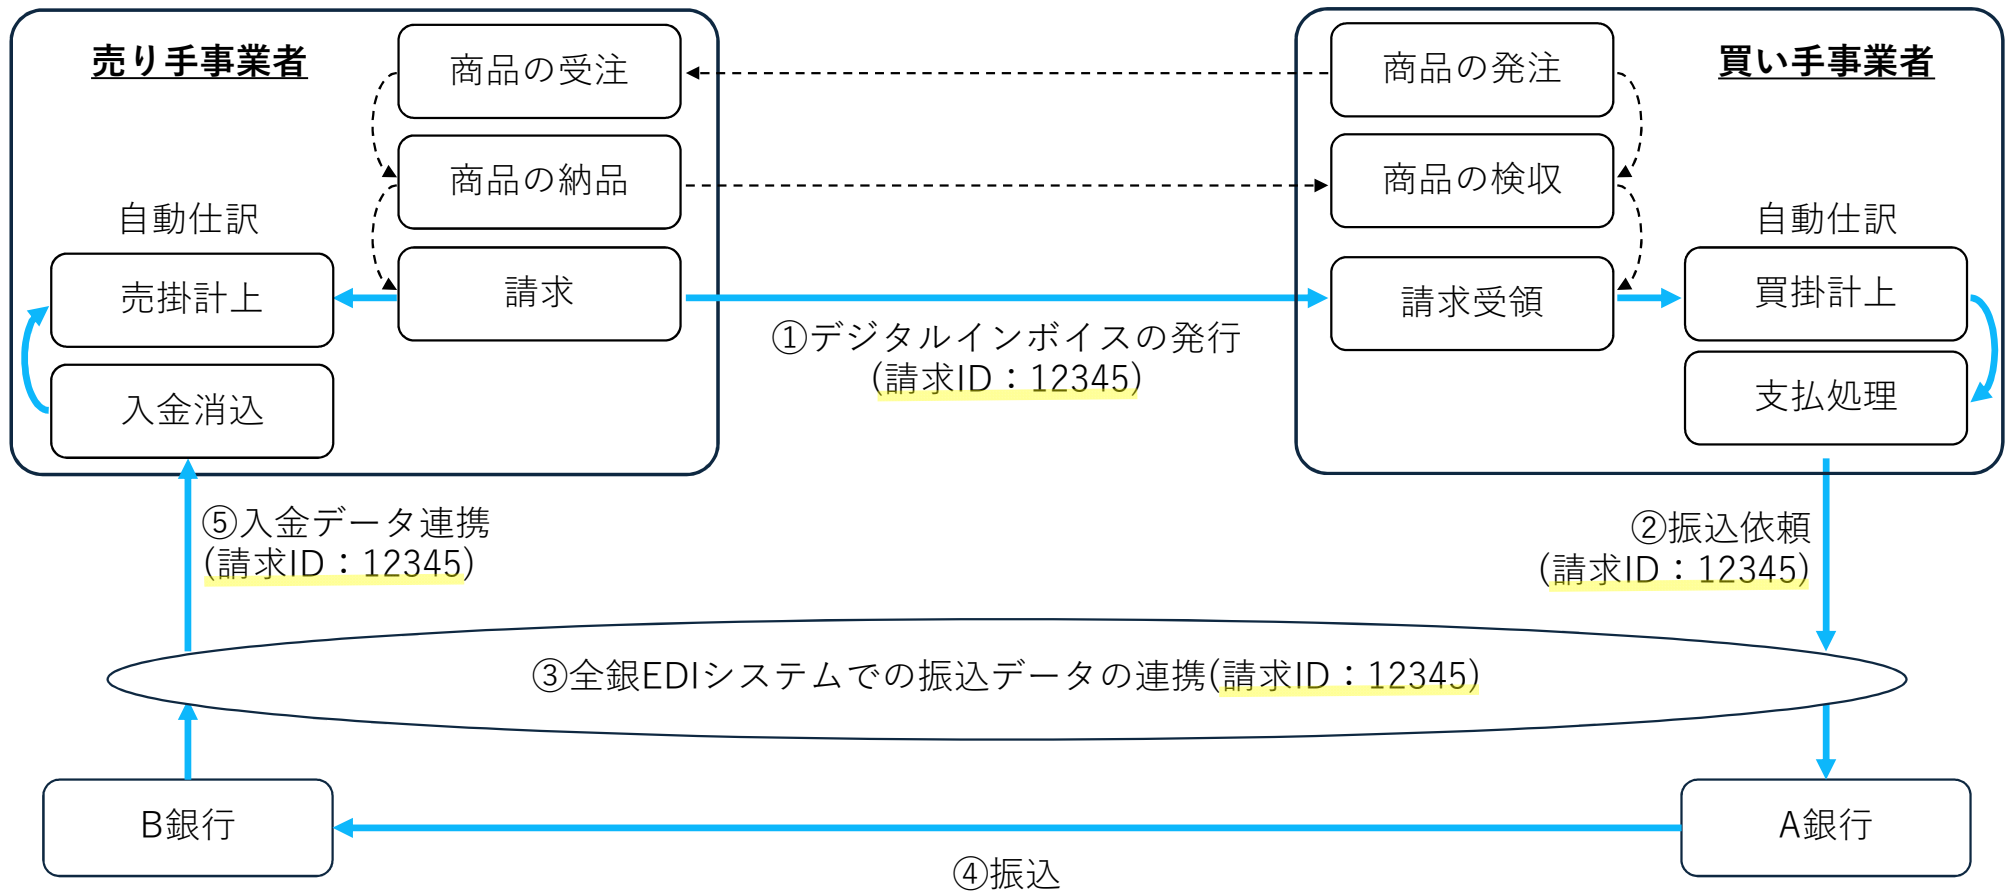 売り手事業者
商品の受注
商品の納品
自動仕訳
売掛計上
請求
入金消込
商品の発注
買い手事業者
商品の検収
自動仕訳
請求受領
買掛計上
支払処理
①デジタルインボイスの発行
(請求ID：12345)
⑤入金データ連携
(請求ID：12345)
②振込依頼
(請求ID：12345)
③全銀EDIシステムでの振込データの連携(請求ID：12345)
B銀行
A銀行
④振込